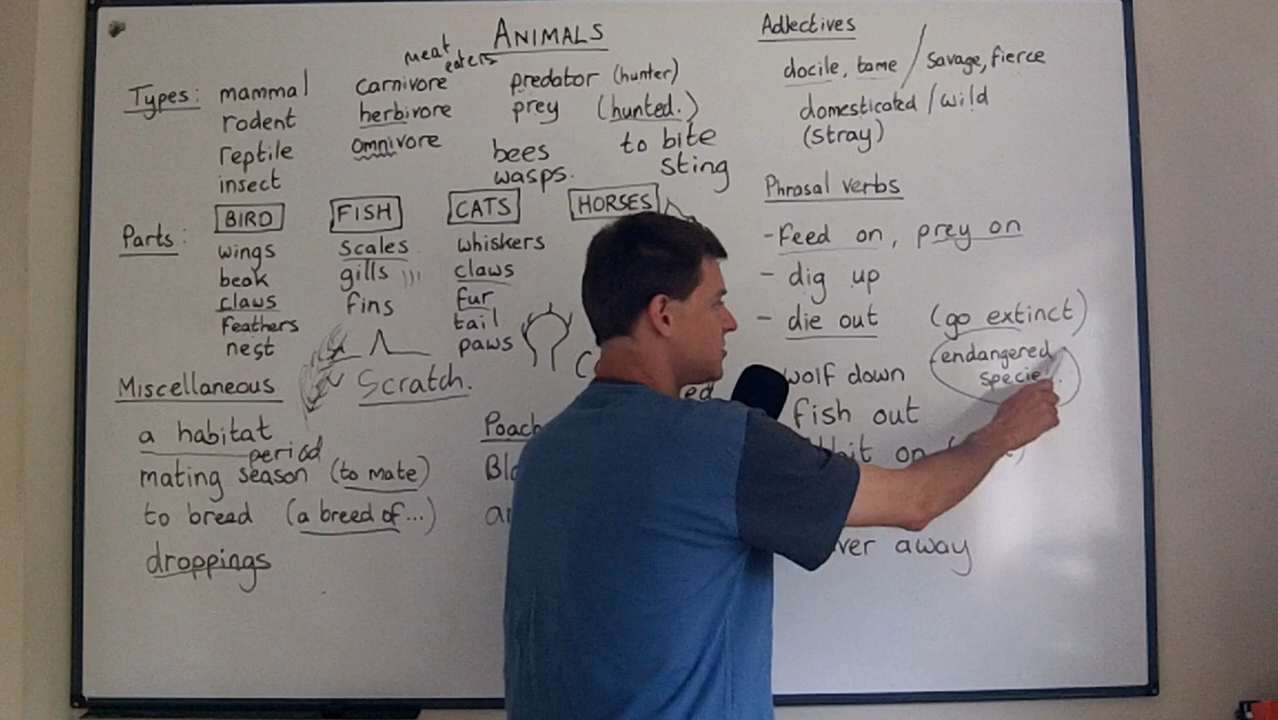 ANIMALS
meat eaters
Types: mammal
rodent
reptile
insect
carnivore
herbivore
omnivore
predator (hunter)
prey (hunted.)
bees
wasps.
to bite
sting
Parts:
BIRD
wings
beak
claws
feathers
nest
FISH
scales
gills
fins
CATS
whiskers
claws
fur
tail
paws
HORSES
Miscellaneous
Scratch.
a habitat
period
mating season (to mate)
to breed (a breed of...)
droppings
Adjectives
docile, tame / savage, fierce
domesticated / wild
(stray)
Phrasal verbs
- Feed on, prey on
- dig up
- die out (go extinct)
endangered
wolf down
fish out
away